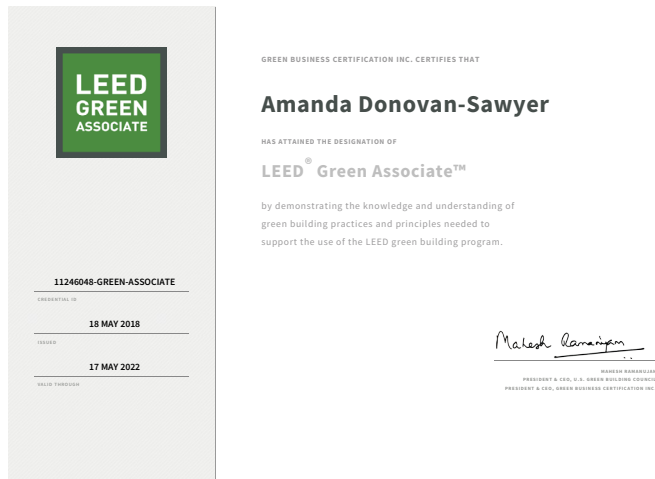 LEED
GREEN
ASSOCIATE
11246048-GREEN-ASSOCIATE
CREDENTIAL ID
18 MAY 2018
ISSUED
17 MAY 2022
VALID THROUGH
GREEN BUSINESS CERTIFICATION INC. CERTIFIES THAT
Amanda Donovan-Sawyer
HAS ATTAINED THE DESIGNATION OF
LEED® Green Associate™
by demonstrating the knowledge and understanding of
green building practices and principles needed to
support the use of the LEED green building program.
Mahesh Ramanujam
MAHESH RAMANUJAM
PRESIDENT & CEO, U.S. GREEN BUILDING COUNCIL
PRESIDENT & CEO, GREEN BUSINESS CERTIFICATION INC.